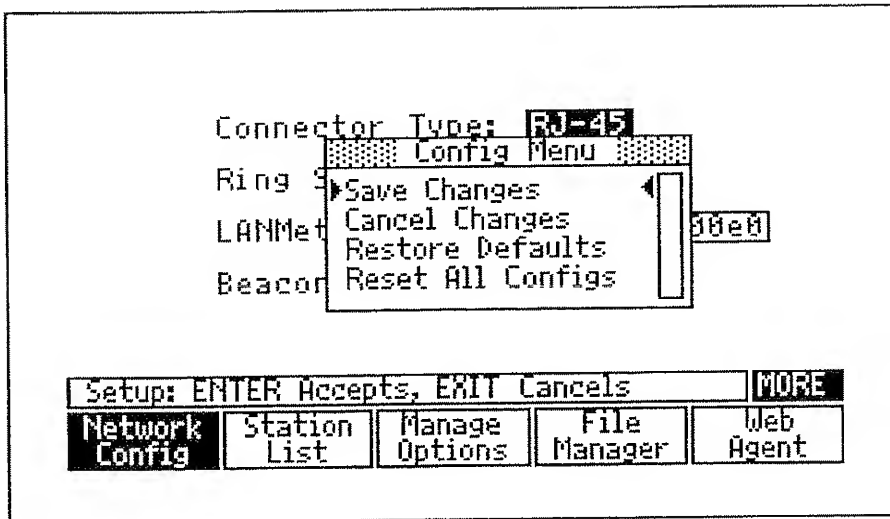 Connector Type: RJ-45
Config Menu
Ring S
Save Changes
Cancel Changes
LANMet 00e0
Restore Defaults
Beacon Reset All Configs
Setup: ENTER Accepts, EXIT Cancels MORE
Network Config
Station List
Manage Options
File Manager
Web Agent